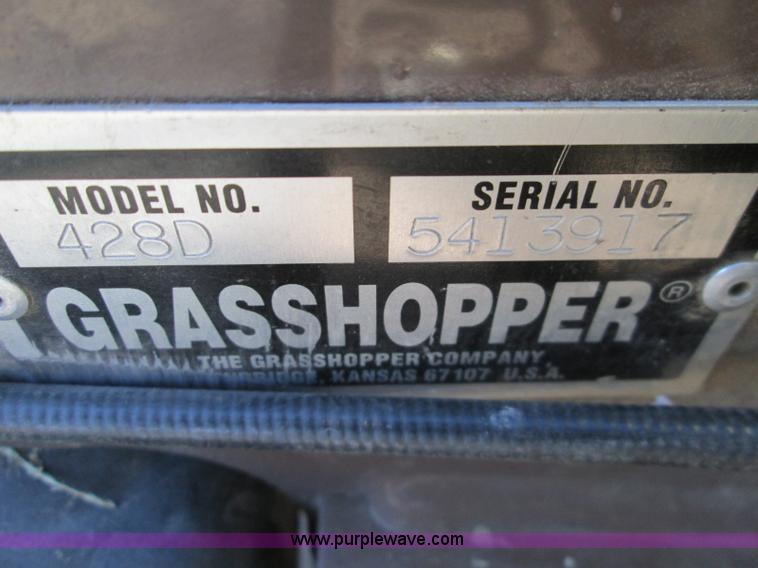 MODEL NO. SERIAL NO.
428D 5413917
GRASSHOPPER®
THE GRASSHOPPER COMPANY
KANSAS 67107 U.S.A.
www.purplewave.com